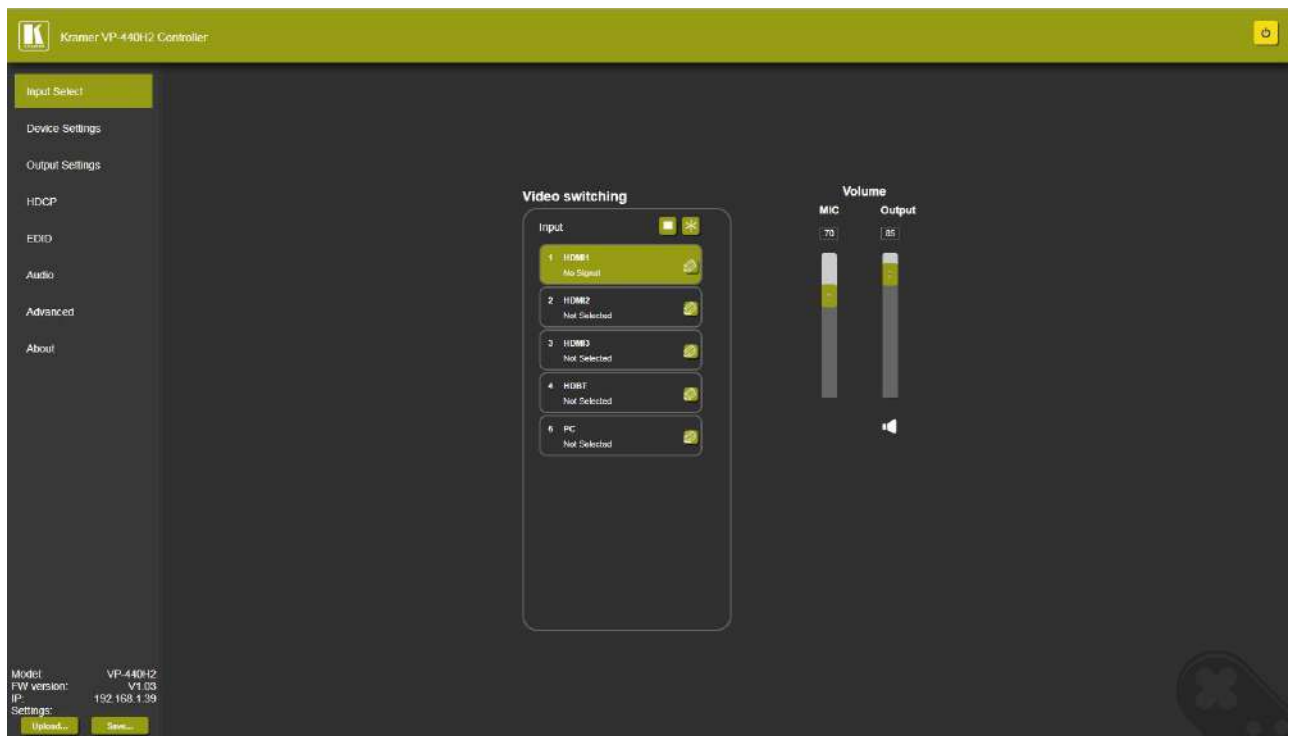 Kramer VP-440H2 Controller
Input Select
Device Settings
Output Settings
HDCP
EDID
Audio
Advanced
About
Video switching
Input
1 HDMI1
No Signal
2 HDMI2
Not Selected
3 HDMI3
Not Selected
4 HDBT
Not Selected
5 PC
Not Selected
Volume
MIC Output
70 85
Model: VP-440H2
FW version: V1.03
IP: 192.168.1.39
Settings:
Upload... Save...